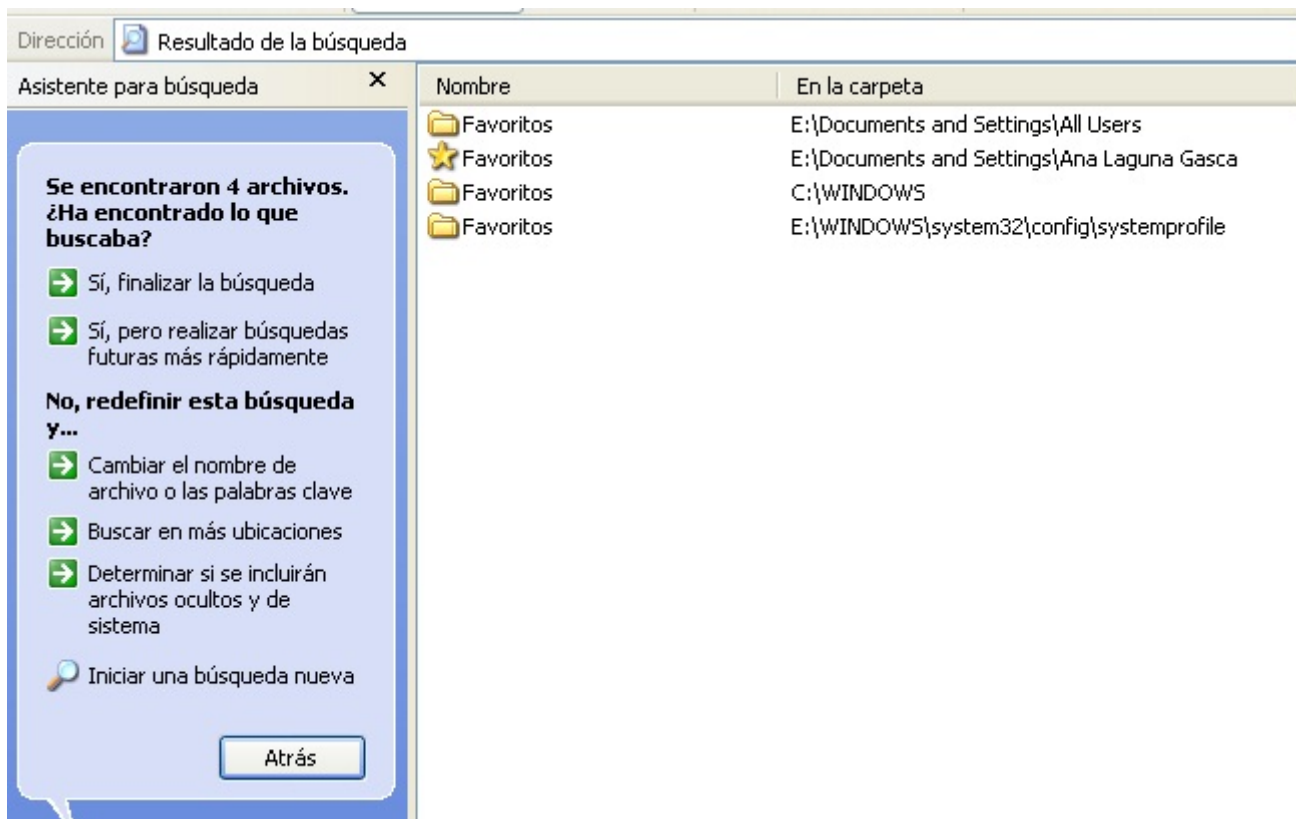 Dirección Resultado de la búsqueda
Asistente para búsqueda
Se encontraron 4 archivos.
¿Ha encontrado lo que
buscaba?
Sí, finalizar la búsqueda
Sí, pero realizar búsquedas
futuras más rápidamente
No, redefinir esta búsqueda
y...
Cambiar el nombre de
archivo o las palabras clave
Buscar en más ubicaciones
Determinar si se incluirán
archivos ocultos y de
sistema
Iniciar una búsqueda nueva
Atrás
Nombre En la carpeta
Favoritos E:\Documents and Settings\All Users
Favoritos E:\Documents and Settings\Ana Laguna Gasca
Favoritos C:\WINDOWS
Favoritos E:\WINDOWS\system32\config\systemprofile